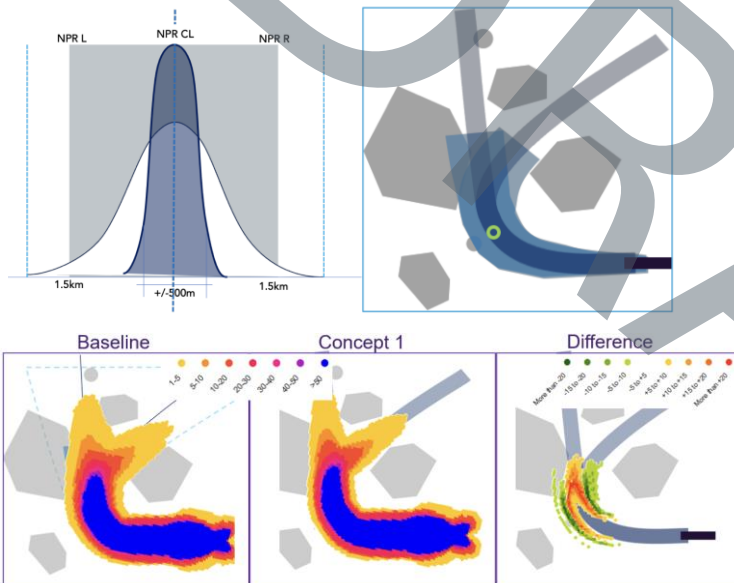 NPR L
NPR CL
NPR R
1.5km
+/-500m
1.5km
Baseline
Concept 1
Difference
1-5
5-10
10-20
20-30
30-40
40-50
>50
More than -20
-15 to -20
-10 to -15
-5 to -10
-5 to +5
+5 to + 10
+10 to +15
+15 to +20
More than +20